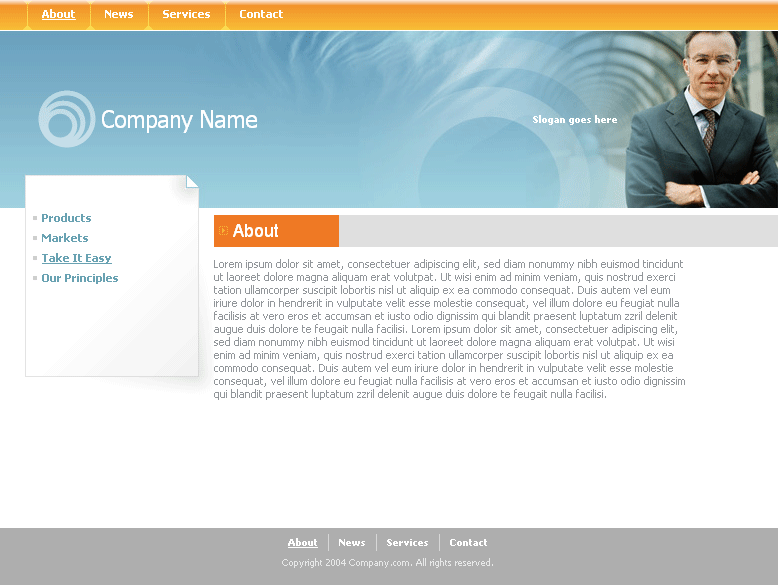 About News Services Contact
Company Name
Slogan goes here
Products
Markets
Take It Easy
Our Principles
About
Lorem ipsum dolor sit amet, consectetuer adipiscing elit, sed diam nonummy nibh euismod tincidunt
ut laoreet dolore magna aliquam erat volutpat. Ut wisi enim ad minim veniam, quis nostrud exerci
tation ullamcorper suscipit lobortis nisl ut aliquip ex ea commodo consequat. Duis autem vel eum
iriure dolor in hendrerit in vulputate velit esse molestie consequat, vel illum dolore eu feugiat nulla
facilisis at vero eros et accumsan et iusto odio dignissim qui blandit praesent luptatum zzril delenit
augue duis dolore te feugait nulla facilisi. Lorem ipsum dolor sit amet, consectetuer adipiscing elit,
sed diam nonummy nibh euismod tincidunt ut laoreet dolore magna aliquam erat volutpat. Ut wisi
enim ad minim veniam, quis nostrud exerci tation ullamcorper suscipit lobortis nisl ut aliquip ex ea
commodo consequat. Duis autem vel eum iriure dolor in hendrerit in vulputate velit esse molestie
consequat, vel illum dolore eu feugiat nulla facilisis at vero eros et accumsan et iusto odio dignissim
qui blandit praesent luptatum zzril delenit augue duis dolore te feugait nulla facilisi.
About News Services Contact
Copyright 2004 Company.com. All rights reserved.